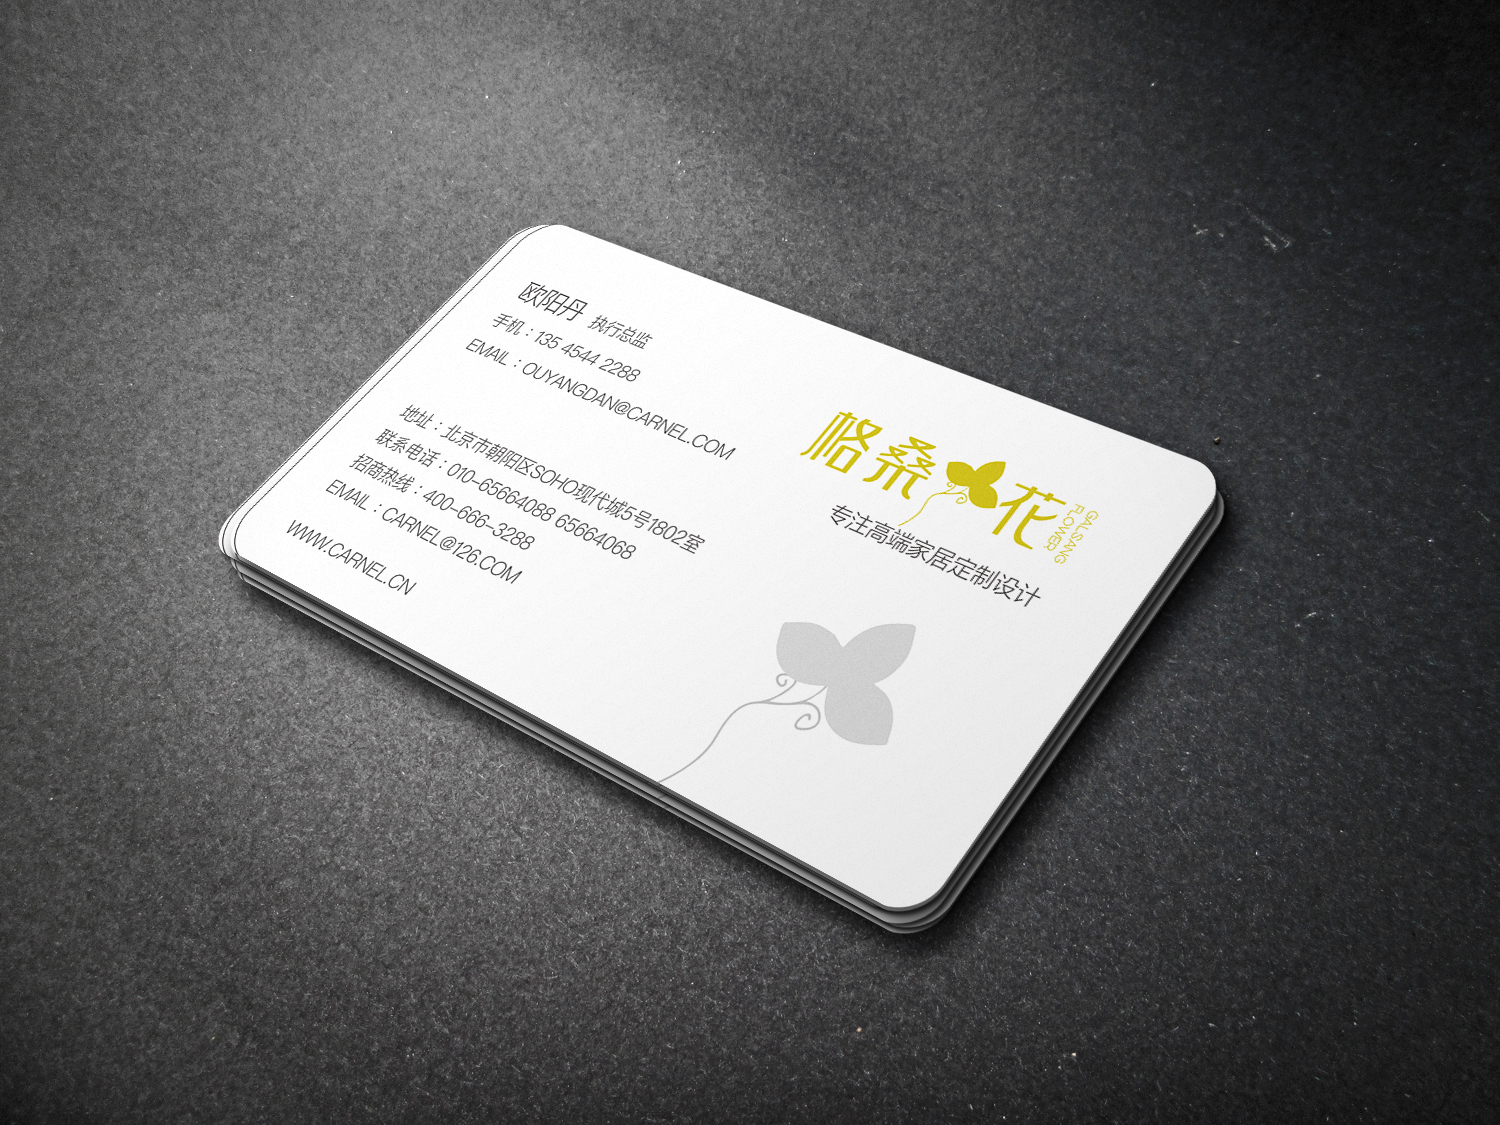 欧阳丹 执行总监
手机：135 4544 2288
EMAIL：OUYANGDAN@CARNEL.COM
地址：北京市朝阳区SOHO现代城5号1802室
联系电话：010-65664088 65664068
招商热线：400-666-3288
EMAIL：CARNEL@126.COM
WWW.CARNEL.CN
格桑花
GALSANG
FLOWER
专注高端家居定制设计